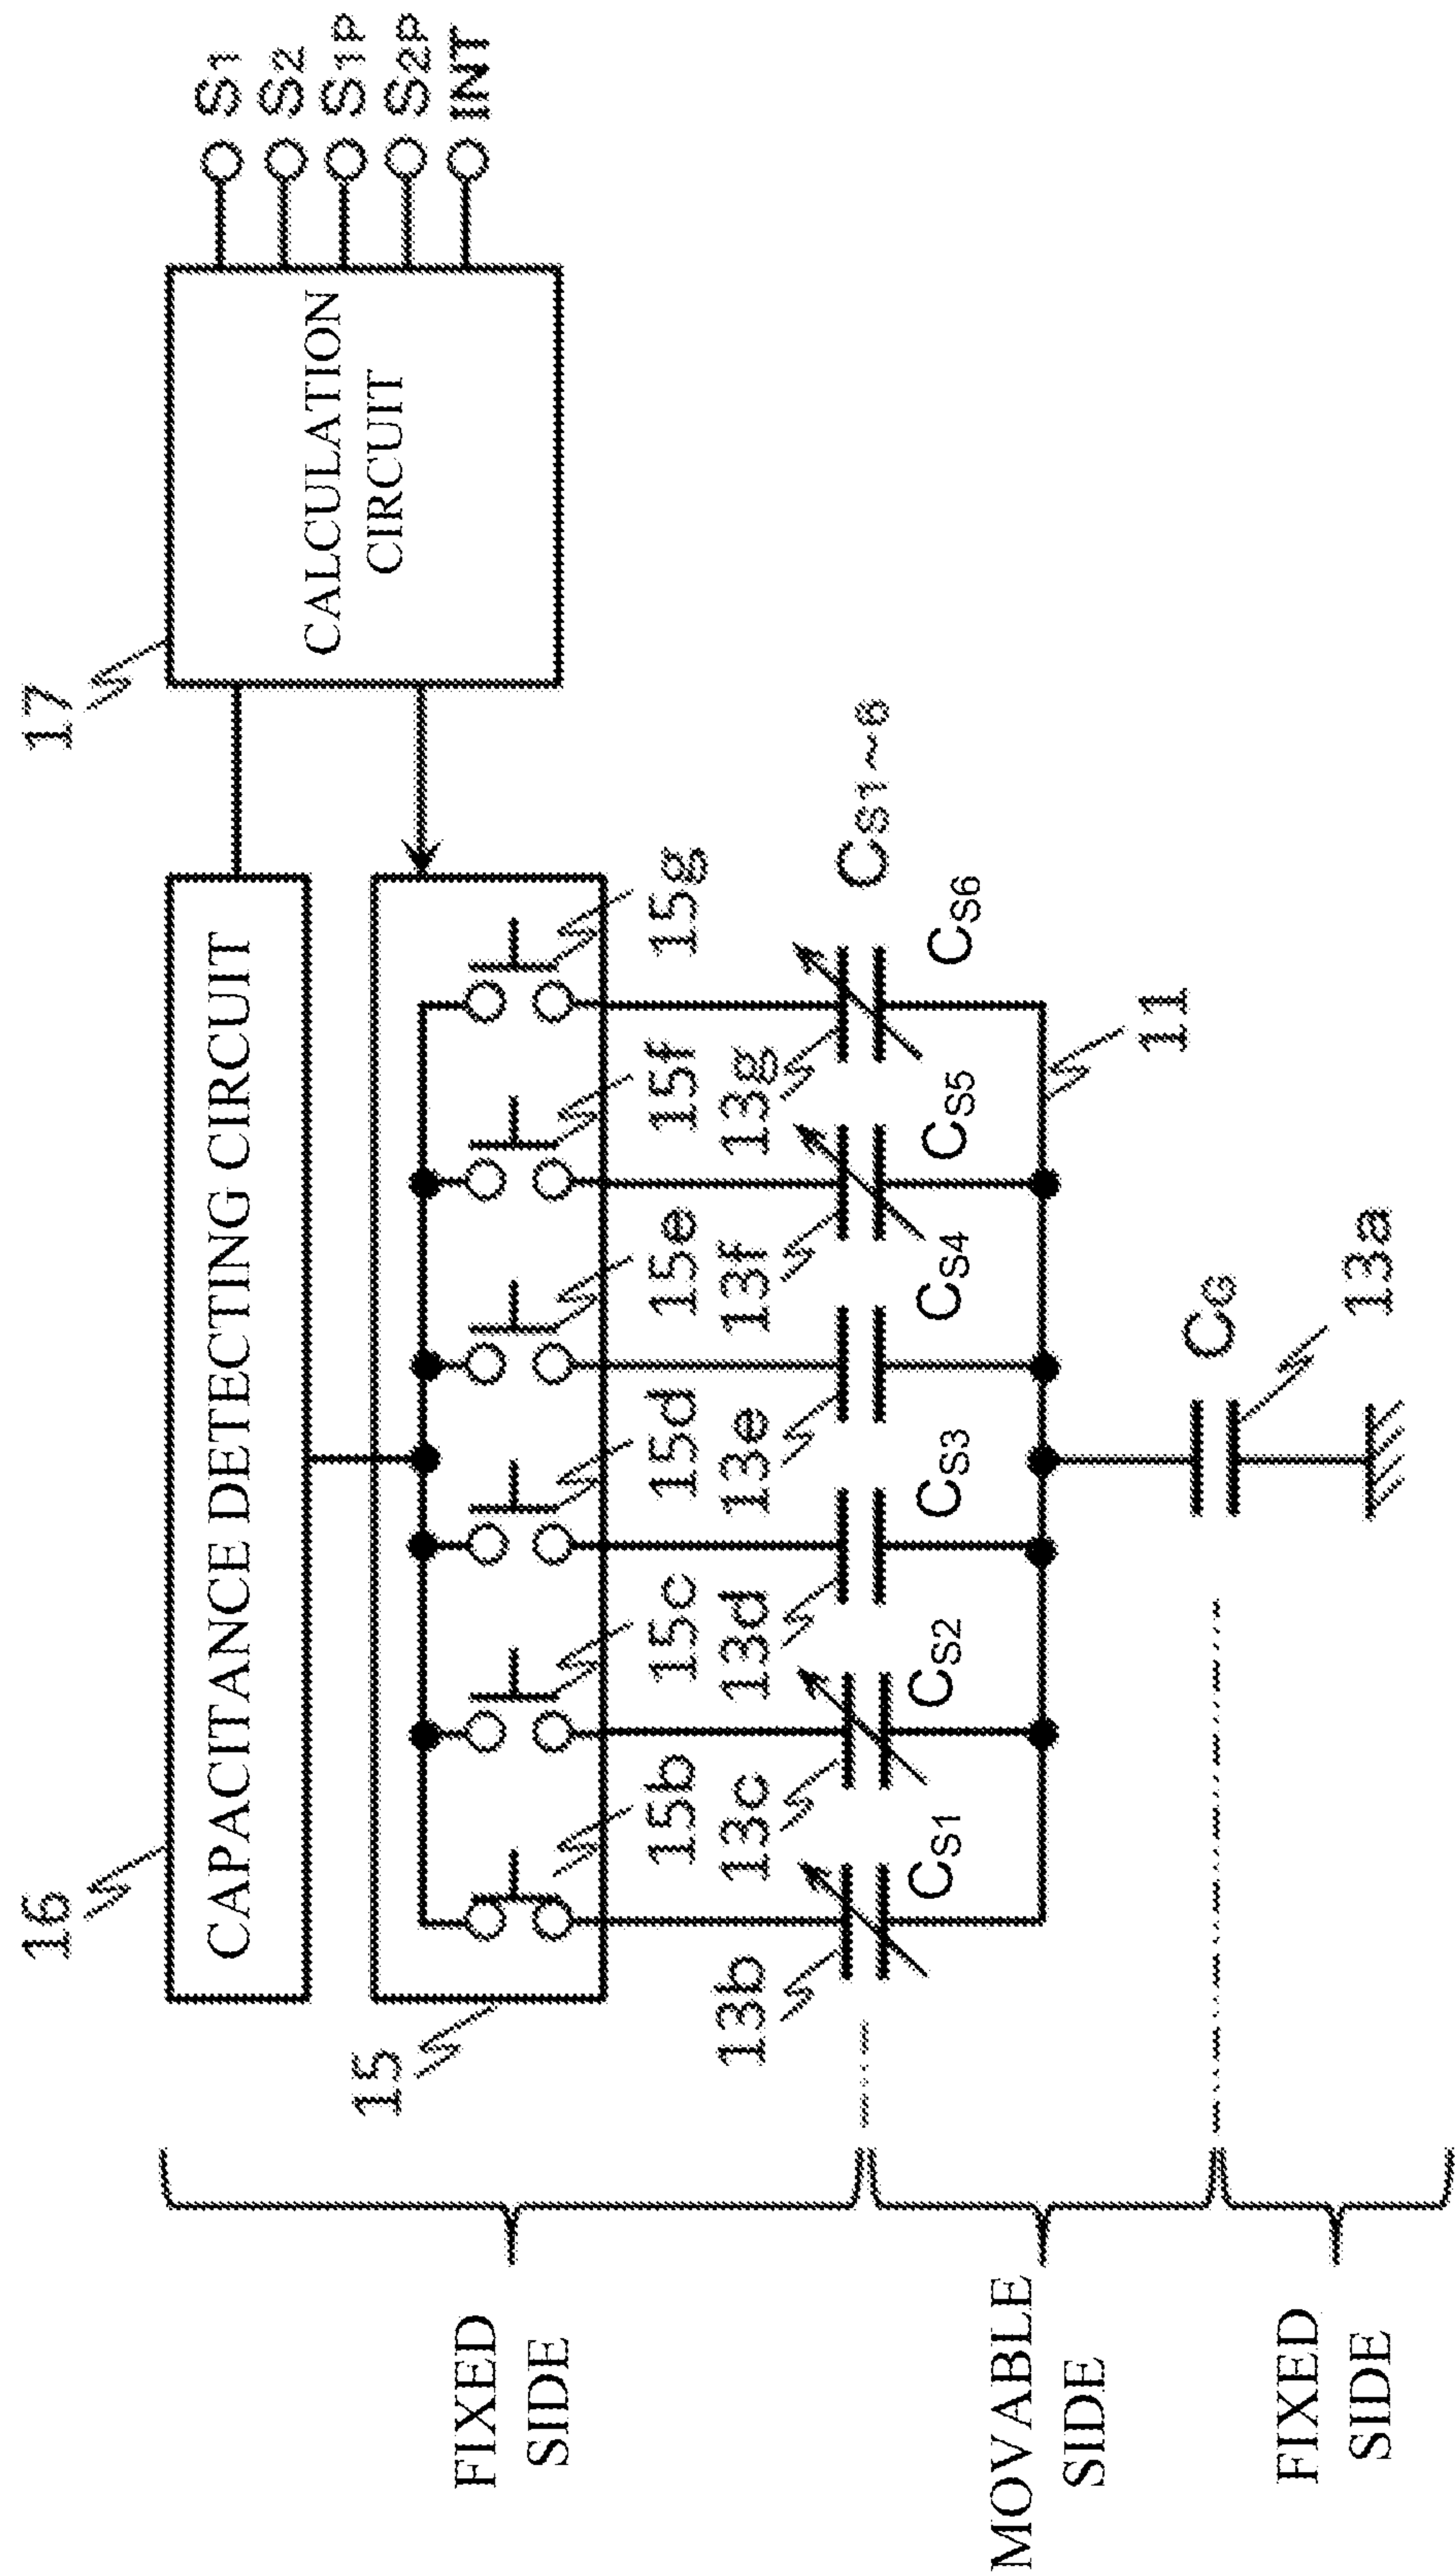 16
CAPACITANCE DETECTING CIRCUIT
17
CALCULATION
CIRCUIT
S1
S2
S1P
S2P
INT
15
15b
15c
15d
15e
15f
15g
13b
13c
13d
13e
13f
13g
CS1~6
CS1
CS2
CS3
CS4
CS5
CS6
11
CG
13a
FIXED
SIDE
MOVABLE
SIDE
FIXED
SIDE